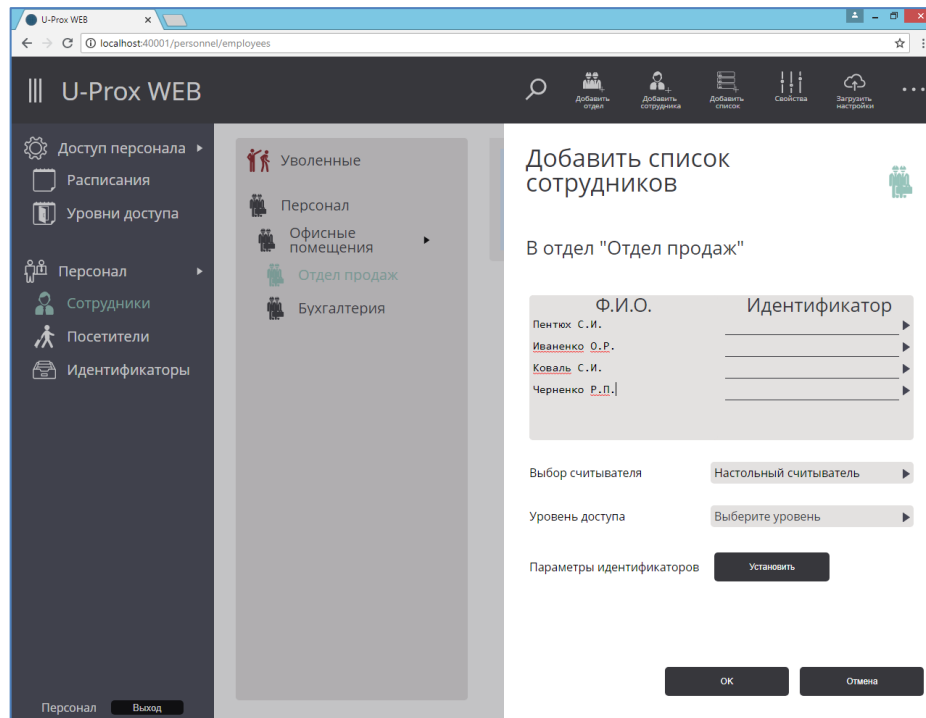 U-Prox WEB
localhost:40001/personnel/employees
U-Prox WEB
Добавить отдел
Добавить сотрудника
Добавить список
Свойства
Загрузить настройки
Доступ персонала
Расписания
Уровни доступа
Персонал
Сотрудники
Посетители
Идентификаторы
Персонал
Выход
Уволенные
Персонал
Офисные
помещения
Отдел продаж
Бухгалтерия
Добавить список
сотрудников
В отдел "Отдел продаж"
Ф.И.О. Идентификатор
Пентюх С.И.
Иваненко О.Р.
Коваль С.И.
Черненко Р.П.
Выбор считывателя Настольный считыватель
Уровень доступа Выберите уровень
Параметры идентификаторов Установить
ОК Отмена